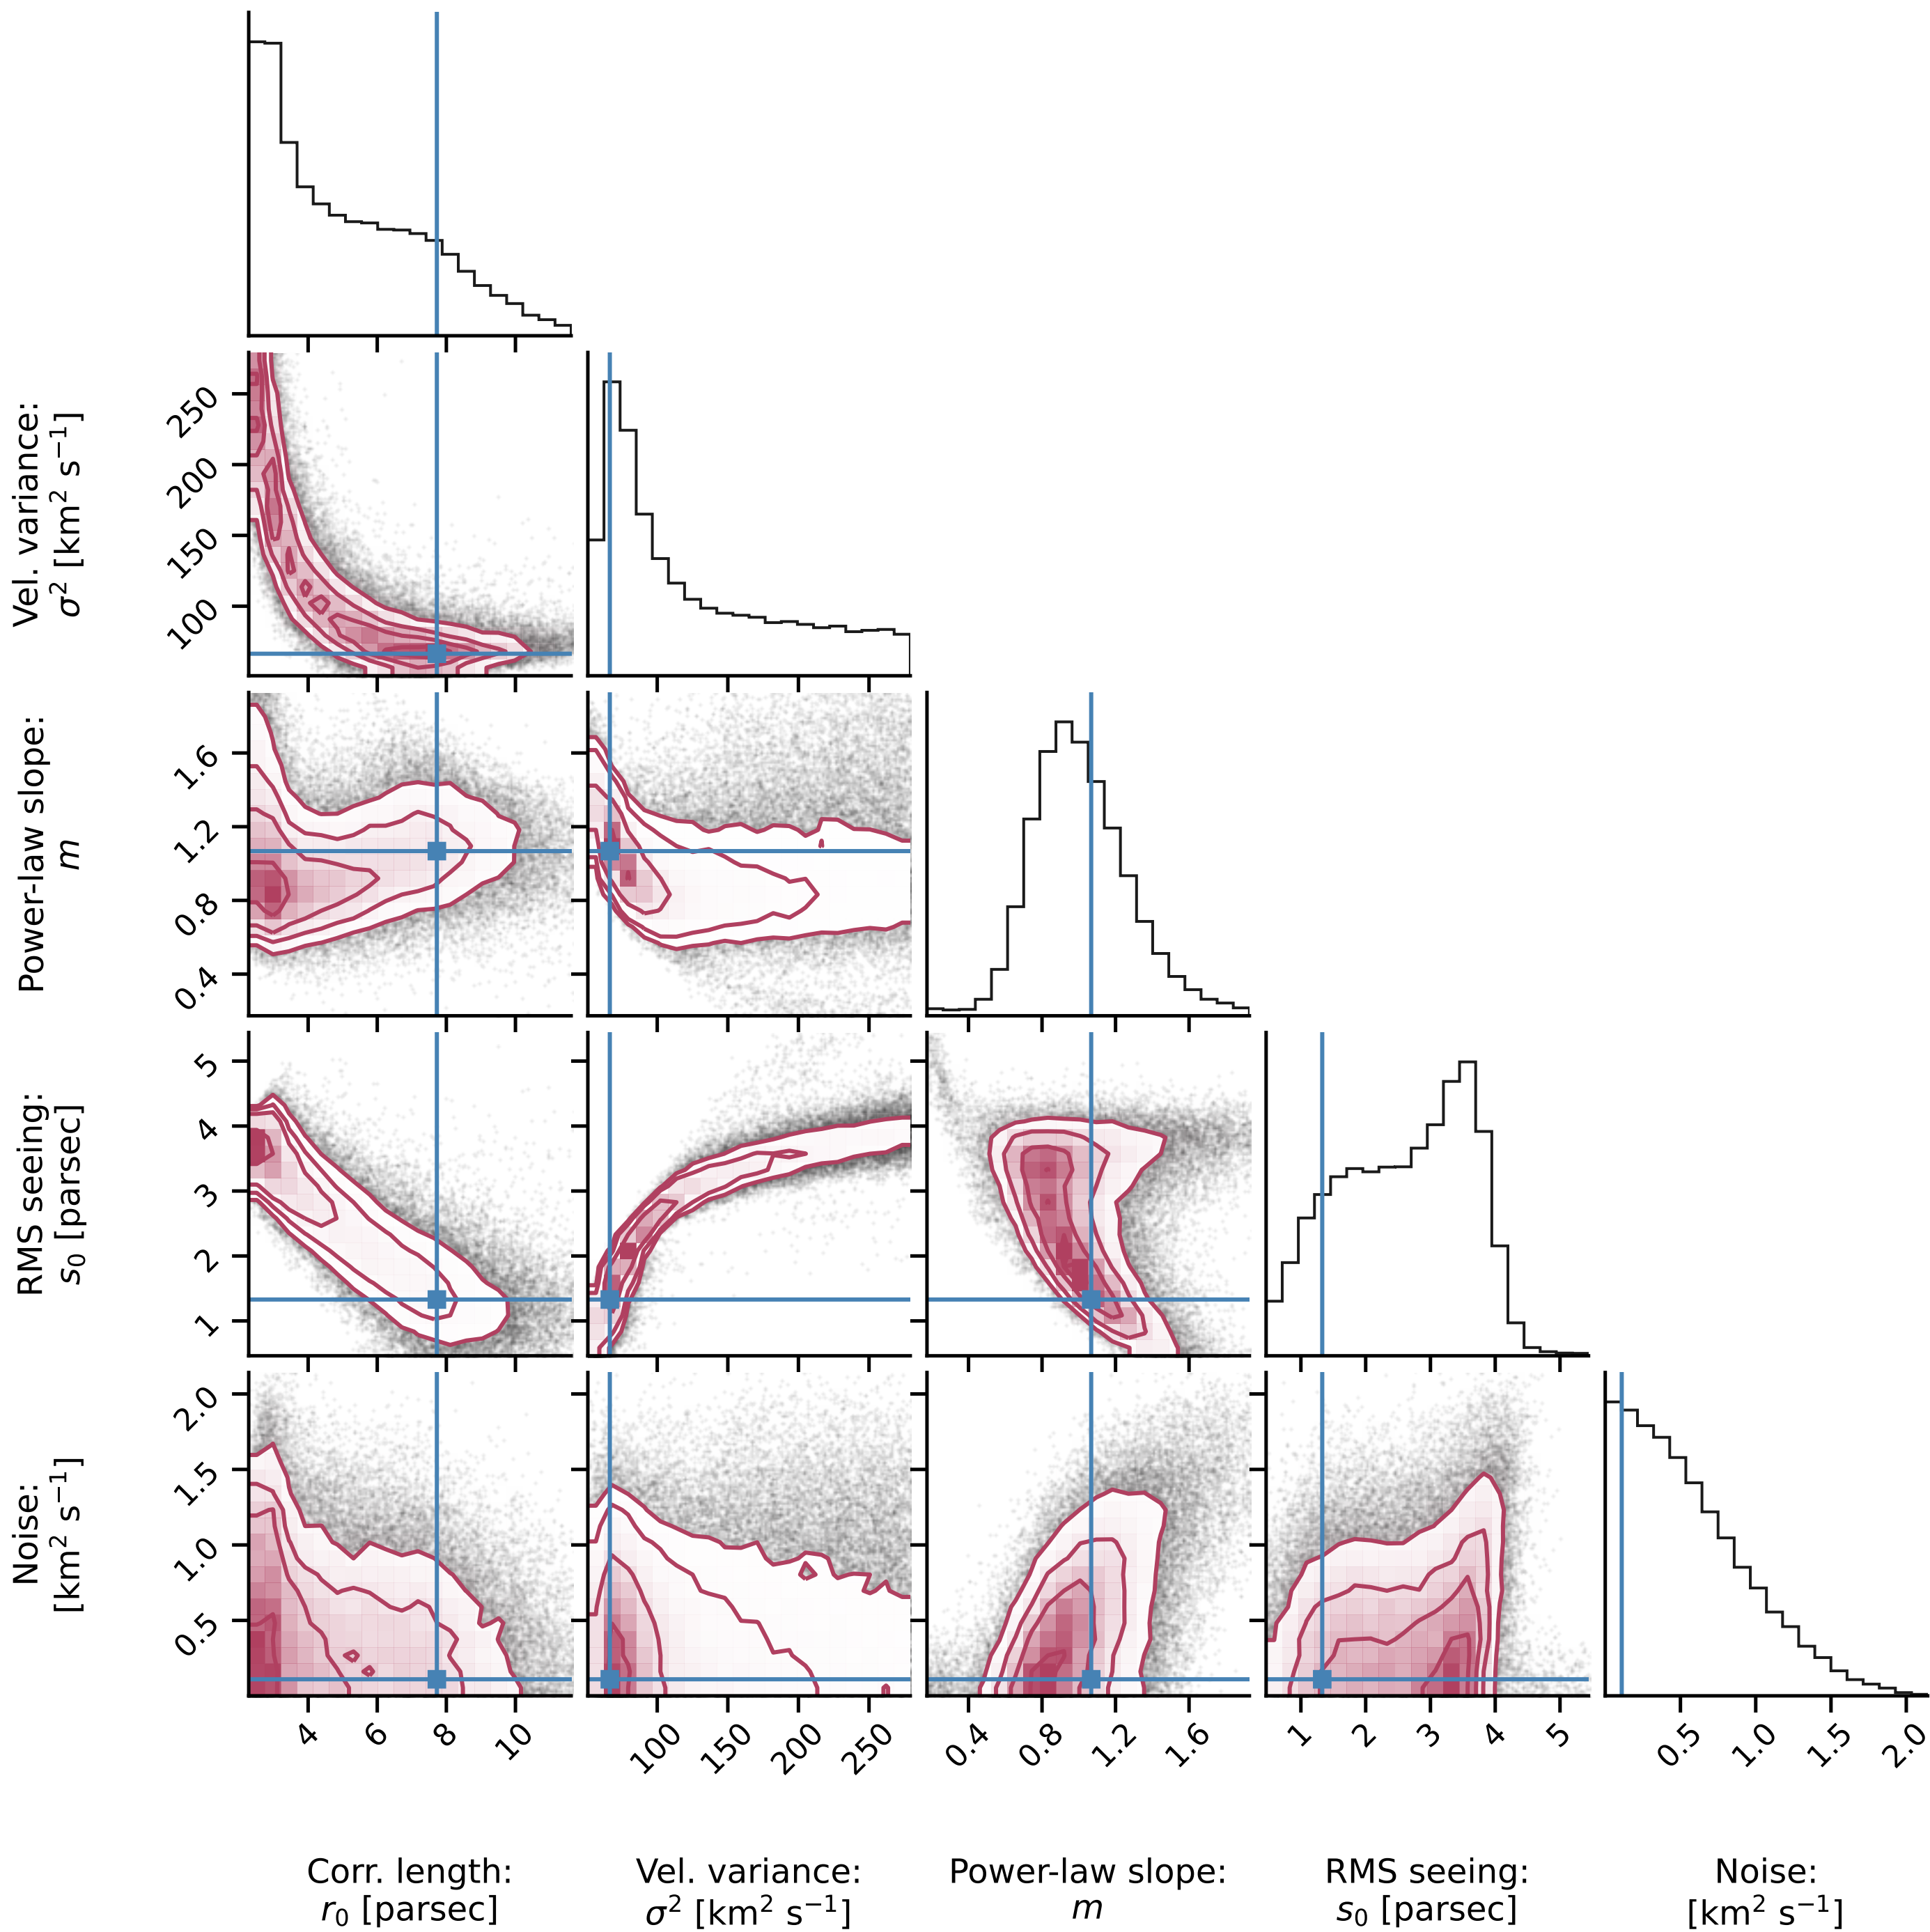 Vel. variance:
σ² [km² s⁻¹]
250
200
150
100
Power-law slope:
m
1.6
1.2
0.8
0.4
RMS seeing:
s₀ [parsec]
5
4
3
2
1
Noise:
[km² s⁻¹]
2.0
1.5
1.0
0.5
4 6 8 10
100 150 200 250
0.4 0.8 1.2 1.6
1 2 3 4 5
0.5 1.0 1.5 2.0
Corr. length:
r₀ [parsec]
Vel. variance:
σ² [km² s⁻¹]
Power-law slope:
m
RMS seeing:
s₀ [parsec]
Noise:
[km² s⁻¹]